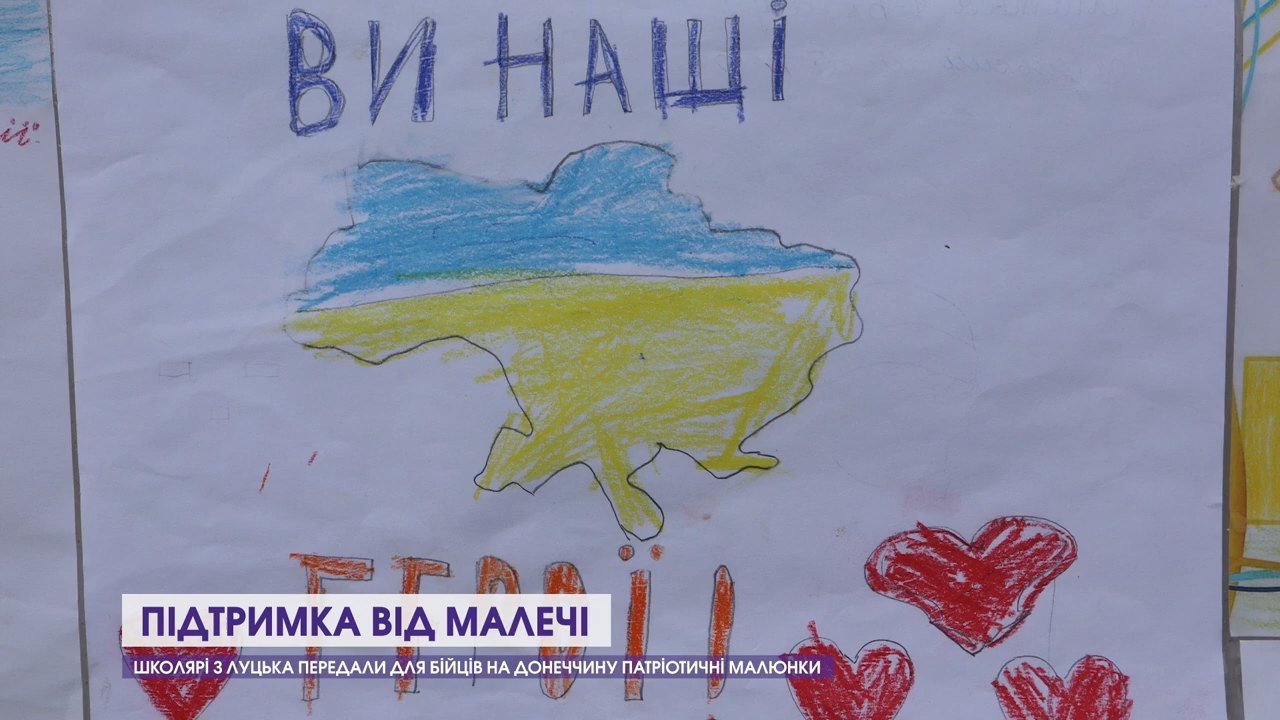 ВИ НАШІ
ГЕРОЇ!
ПІДТРИМКА ВІД МАЛЕЧІ
ШКОЛЯРІ З ЛУЦЬКА ПЕРЕДАЛИ ДЛЯ БІЙЦІВ НА ДОНЕЧЧИНУ ПАТРІОТИЧНІ МАЛЮНКИ